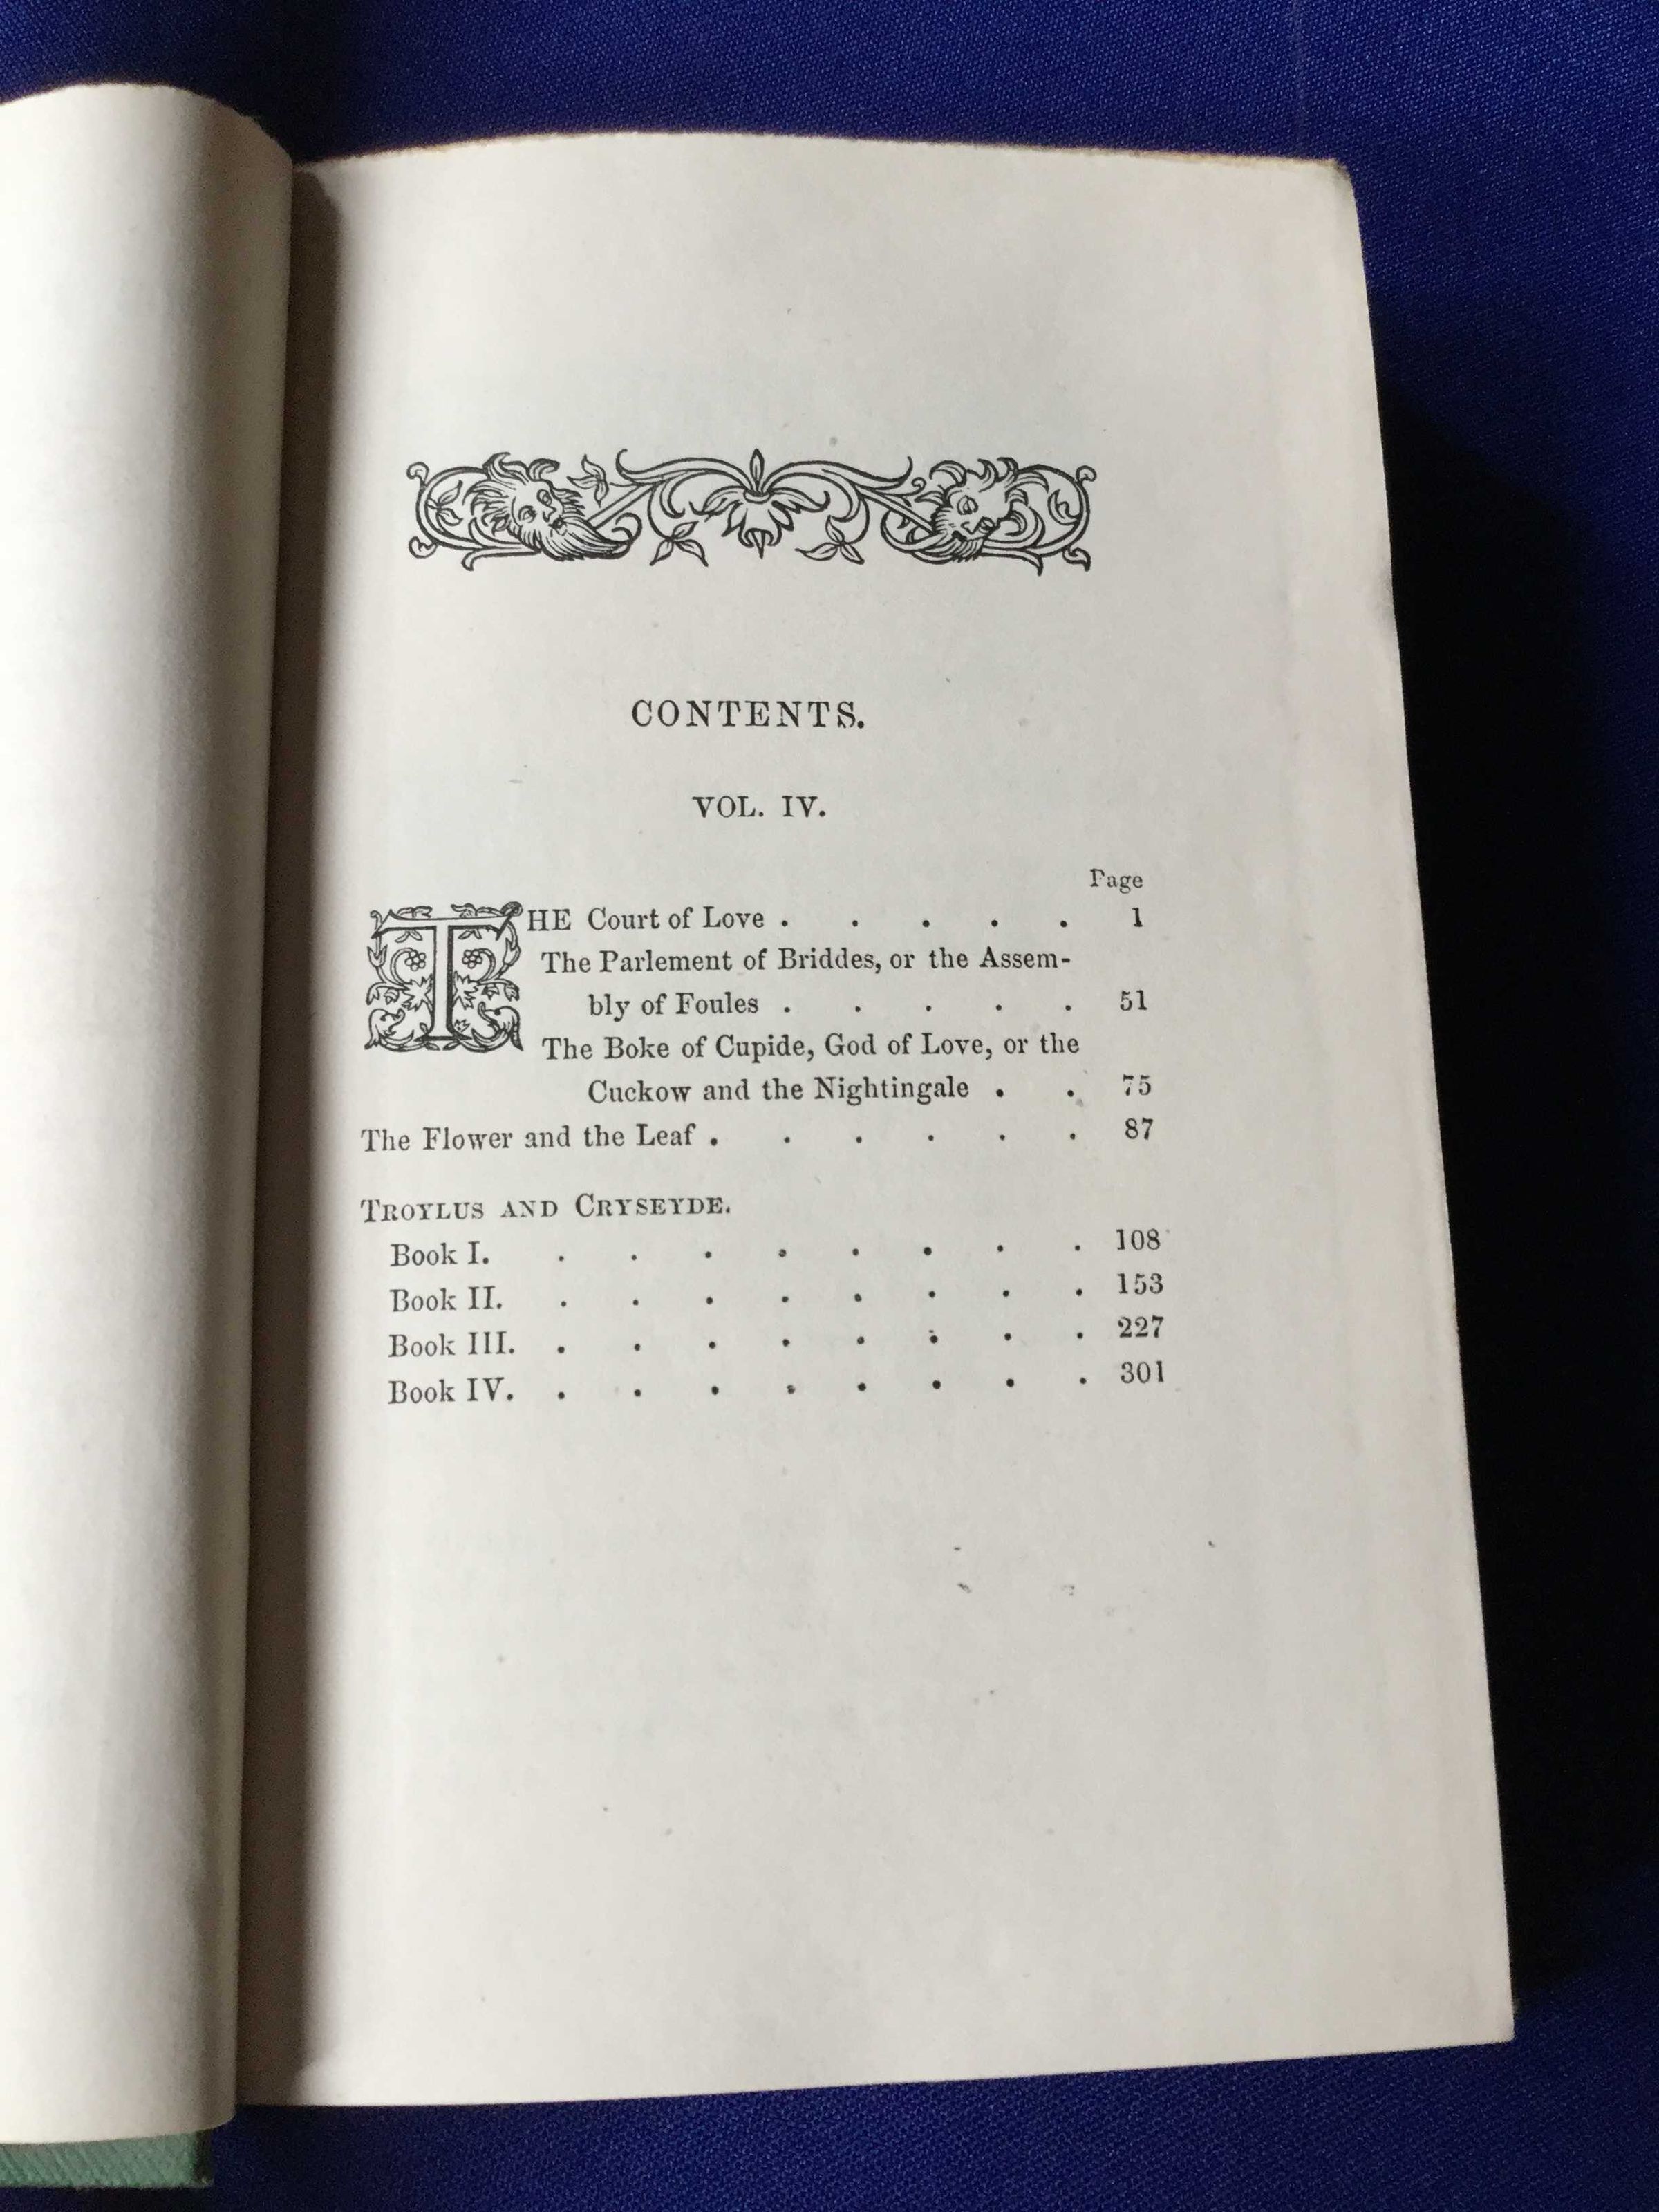 CONTENTS.
VOL. IV.
Page
THE Court of Love . . . . . 1
The Parlement of Briddes, or the Assem-
bly of Foules . . . . . 51
The Boke of Cupide, God of Love, or the
Cuckow and the Nightingale . . 75
The Flower and the Leaf . . . . . . 87
TROYLUS AND CRYSEYDE.
Book I. . . . . . . . . 108
Book II. . . . . . . . . 153
Book III. . . . . . . . . 227
Book IV. . . . . . . . . 301